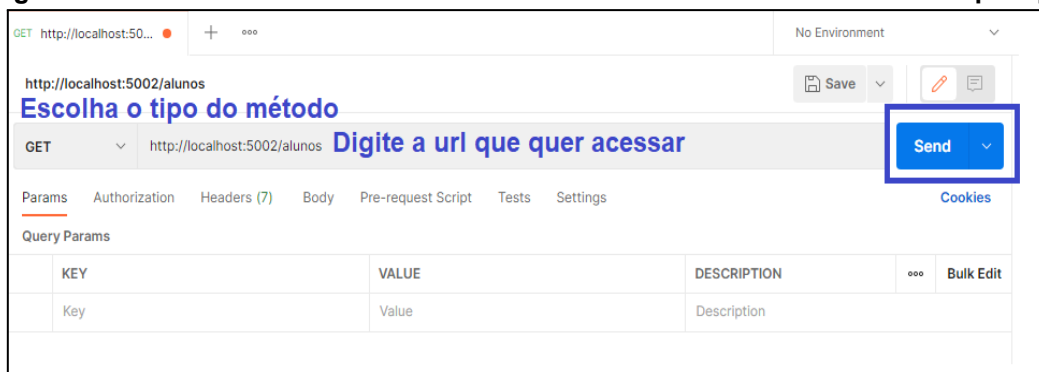 GET http://localhost:50... + ooo No Environment
http://localhost:5002/alunos Save
Escolha o tipo do método
GET http://localhost:5002/alunos Digite a url que quer acessar Send
Params Authorization Headers (7) Body Pre-request Script Tests Settings Cookies
Query Params
KEY VALUE DESCRIPTION ooo Bulk Edit
Key Value Description